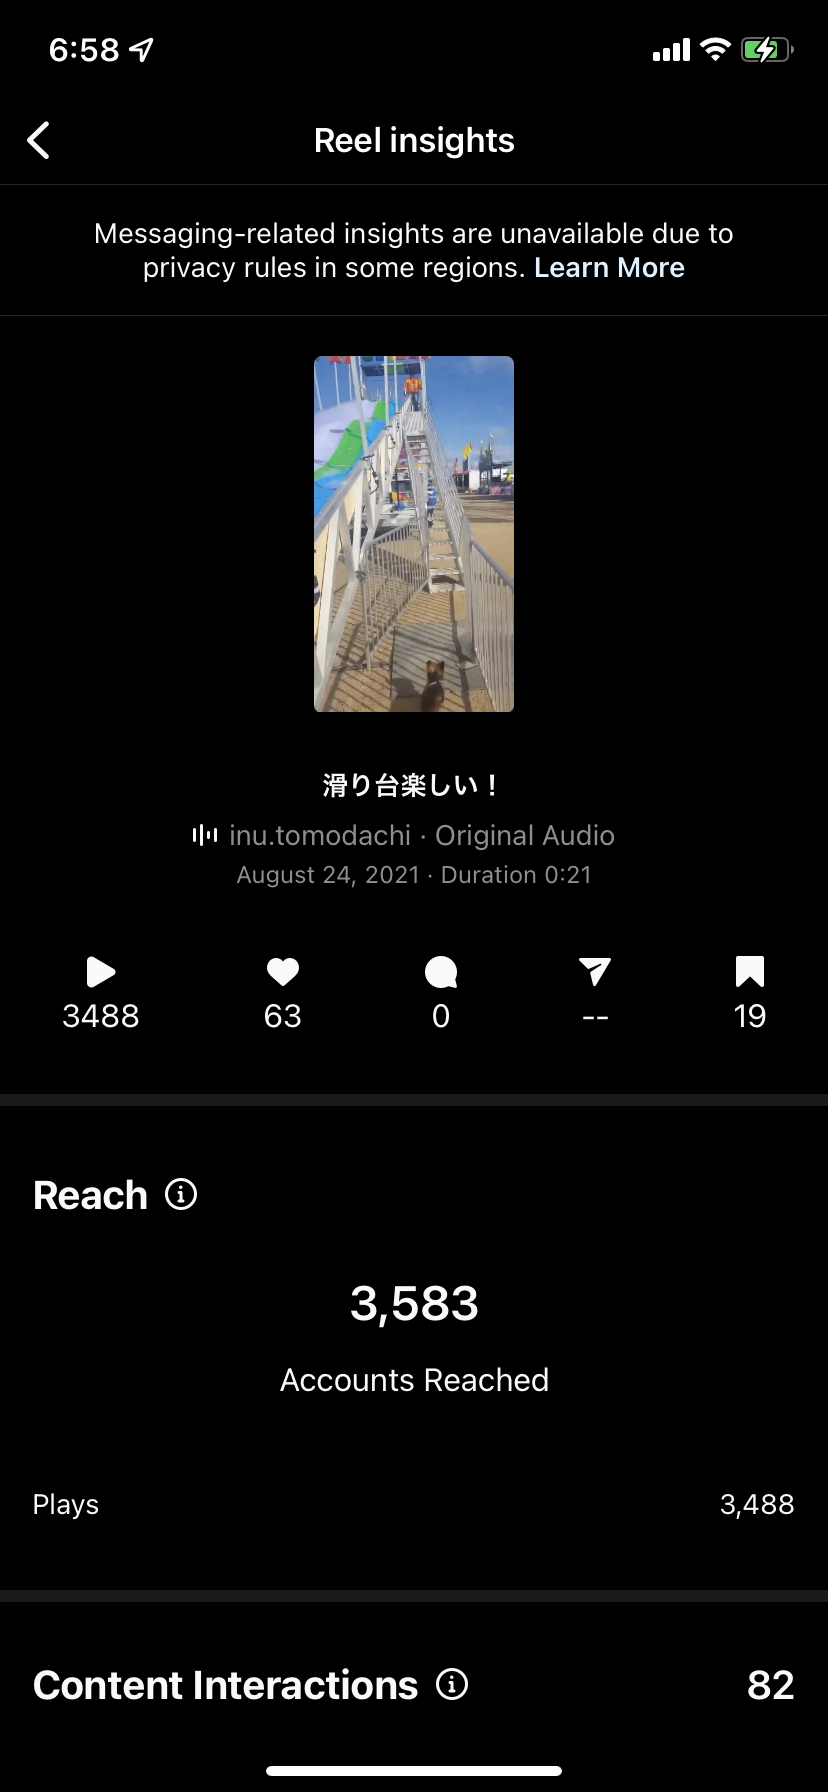 6:58
Reel insights
Messaging-related insights are unavailable due to
privacy rules in some regions. Learn More
滑り台楽しい！
inu.tomodachi · Original Audio
August 24, 2021 · Duration 0:21
3488 63 0 -- 19
Reach
3,583
Accounts Reached
Plays 3,488
Content Interactions 82